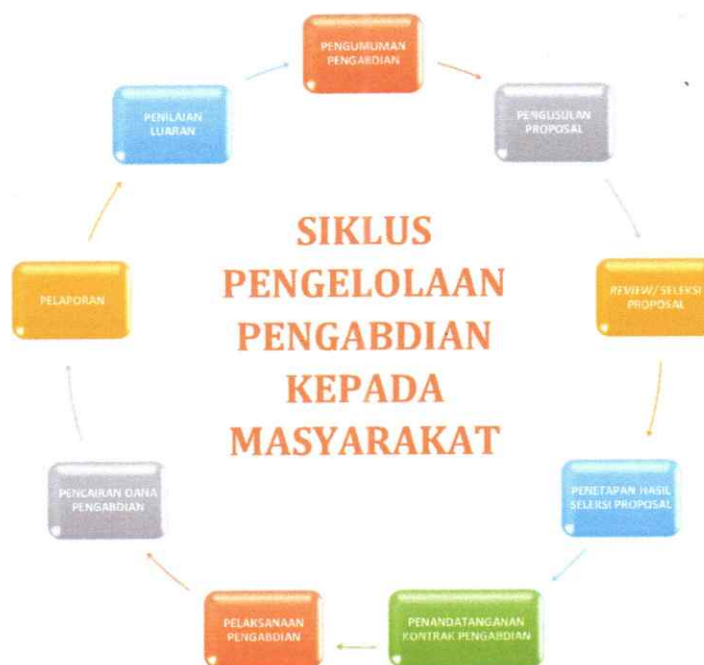 PENGUMUMAN
PENGABDIAN
PENGUSULAN
PROPOSAL
REVIEW/ SELEKSI
PROPOSAL
PENETAPAN HASIL
SELEKSI PROPOSAL
PENANDATANGANAN
KONTRAK PENGABDIAN
PELAKSANAAN
PENGABDIAN
PENCAIRAN DANA
PENGABDIAN
PELAPORAN
PENILAIAN
LUARAN
SIKLUS
PENGELOLAAN
PENGABDIAN
KEPADA
MASYARAKAT